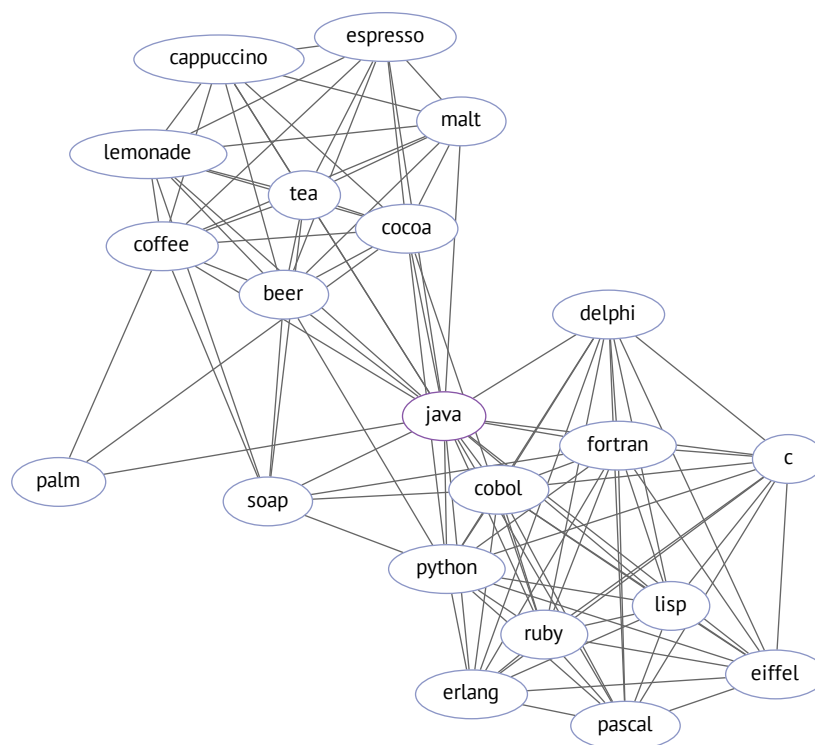 espresso
cappuccino
malt
lemonade
tea
cocoa
coffee
beer
delphi
java
fortran
c
palm
cobol
soap
python
lisp
ruby
eiffel
erlang
pascal